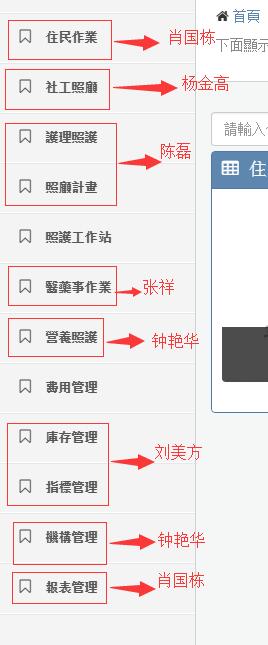 首頁
住民作業 肖国栋
下面顯示
社工照顧 杨金高
請輸入
護理照護 陈磊
住
照顧計畫
照護工作站
醫藥事作業 张祥
營養照護 钟艳华
費用管理
庫存管理 刘美方
指標管理
機構管理 钟艳华
報表管理 肖国栋